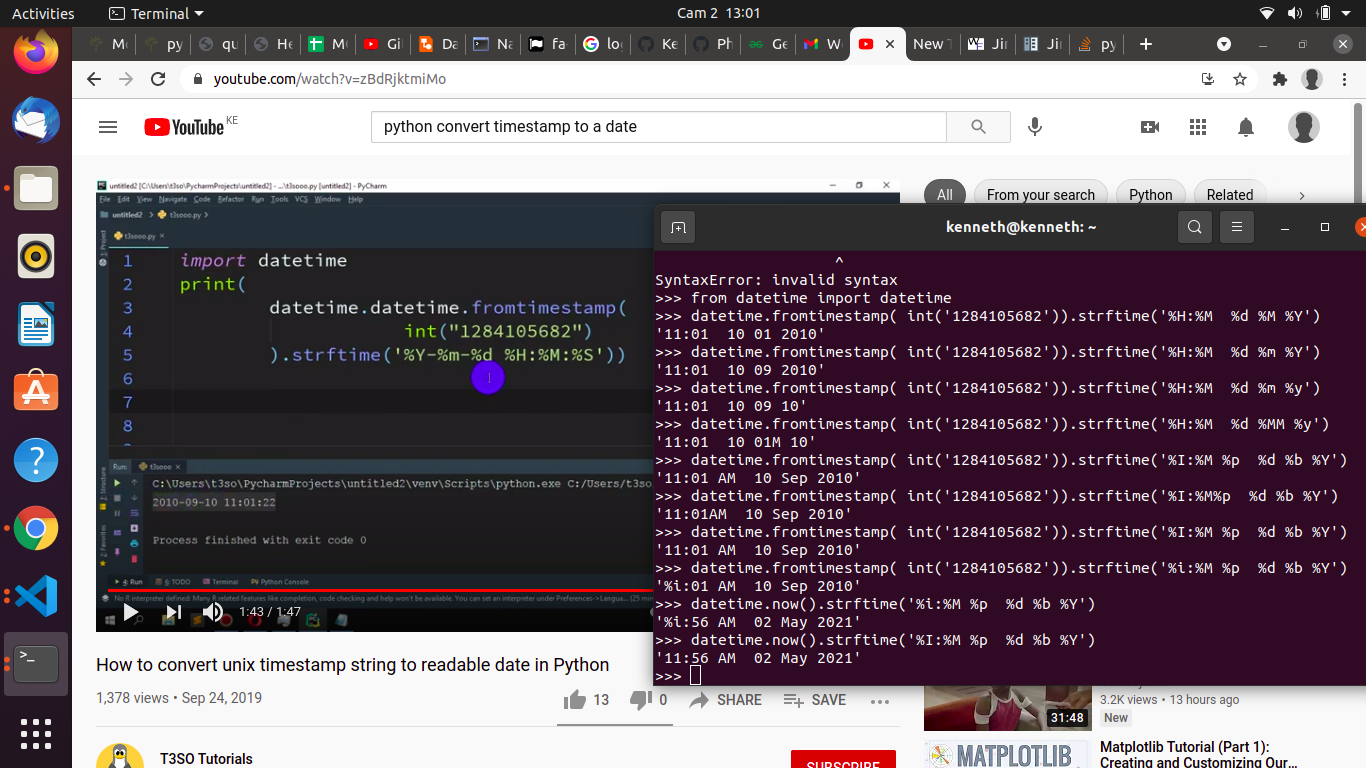 Activities
Terminal
Cam 2 13:01
Mo
py
qu
He
Gi
Da
Na
fa
log
Ke
Ph
Ge
New T
Jir
Jir
py
youtube.com/watch?v=zBdRjktmiMo
YouTube KE
python convert timestamp to a date
untitled2 [C:\Users\t3so\PycharmProjects\untitled2] - ...\t3sooo.py [untitled2] - PyCharm
File Edit View Navigate Code Refactor Run Tools VCS Window Help
untitled2 t3sooo.py
t3sooo.py
1 import datetime
2 print(
3 datetime.datetime.fromtimestamp(
4 int("1284105682")
5 ).strftime('%Y-%m-%d %H:%M:%S'))
6
7
8
Run: t3sooo
C:\Users\t3so\PycharmProjects\untitled2\venv\Scripts\python.exe C:/Users/t3so
2010-09-10 11:01:22
Process finished with exit code 0
4: Run 6: TODO Terminal Python Console
1:43 / 1:47
How to convert unix timestamp string to readable date in Python
1,378 views • Sep 24, 2019
13 0 SHARE SAVE
T3SO Tutorials
SUBSCRIBE
All From your search Python Related
kenneth@kenneth: ~
^
SyntaxError: invalid syntax
>>> from datetime import datetime
>>> datetime.fromtimestamp( int('1284105682')).strftime('%H:%M  %d %M %Y')
'11:01  10 01 2010'
>>> datetime.fromtimestamp( int('1284105682')).strftime('%H:%M  %d %m %Y')
'11:01  10 09 2010'
>>> datetime.fromtimestamp( int('1284105682')).strftime('%H:%M  %d %m %y')
'11:01  10 09 10'
>>> datetime.fromtimestamp( int('1284105682')).strftime('%H:%M  %d %MM %y')
'11:01  10 01M 10'
>>> datetime.fromtimestamp( int('1284105682')).strftime('%I:%M %p  %d %b %Y')
'11:01 AM  10 Sep 2010'
>>> datetime.fromtimestamp( int('1284105682')).strftime('%I:%M%p  %d %b %Y')
'11:01AM  10 Sep 2010'
>>> datetime.fromtimestamp( int('1284105682')).strftime('%I:%M %p  %d %b %Y')
'11:01 AM  10 Sep 2010'
>>> datetime.fromtimestamp( int('1284105682')).strftime('%i:%M %p  %d %b %Y')
'%i:01 AM  10 Sep 2010'
>>> datetime.now().strftime('%i:%M %p  %d %b %Y')
'%i:56 AM  02 May 2021'
>>> datetime.now().strftime('%I:%M %p  %d %b %Y')
'11:56 AM  02 May 2021'
>>>
3.2K views • 13 hours ago
31:48
New
MATPLOTLIB
Matplotlib Tutorial (Part 1):
Creating and Customizing Our...